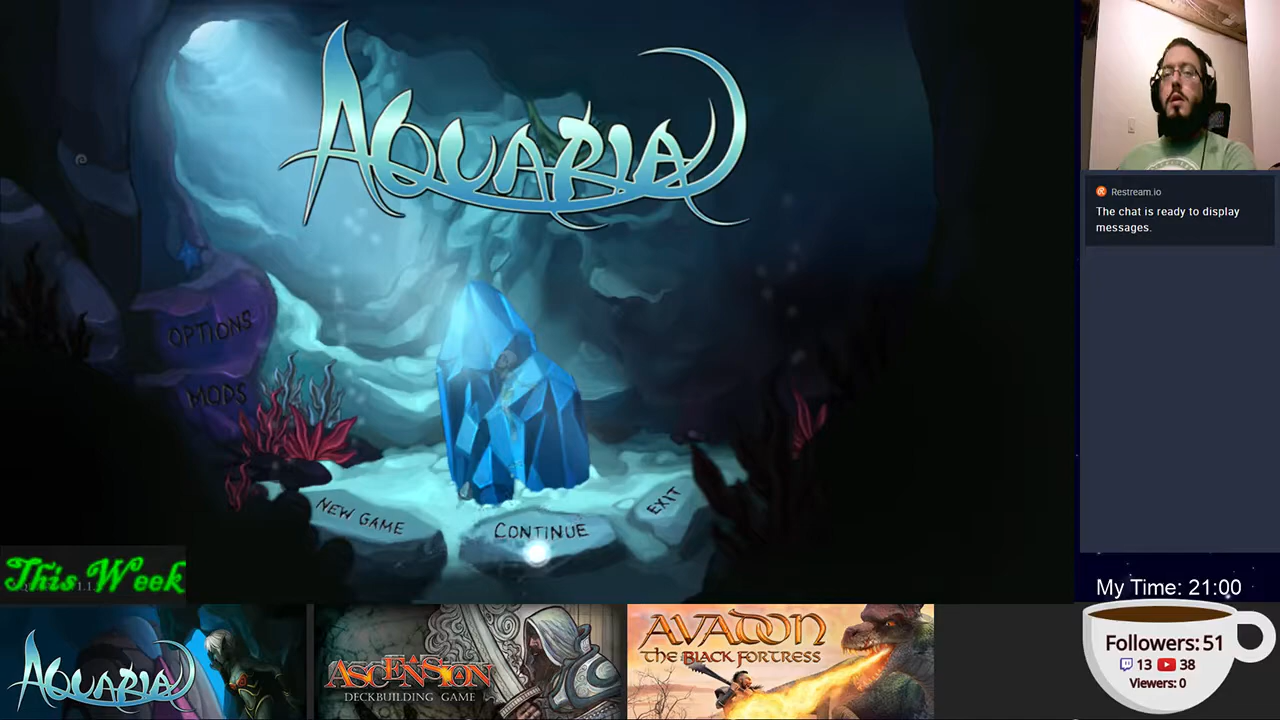 AQUARIA
OPTIONS
MODS
NEW GAME
CONTINUE
EXIT
This Week
Restream.io
The chat is ready to display
messages.
My Time: 21:00
Followers: 51
13 38
Viewers: 0
AQUARIA
ASCENSION
DECKBUILDING GAME
AVADON
THE BLACK FORTRESS